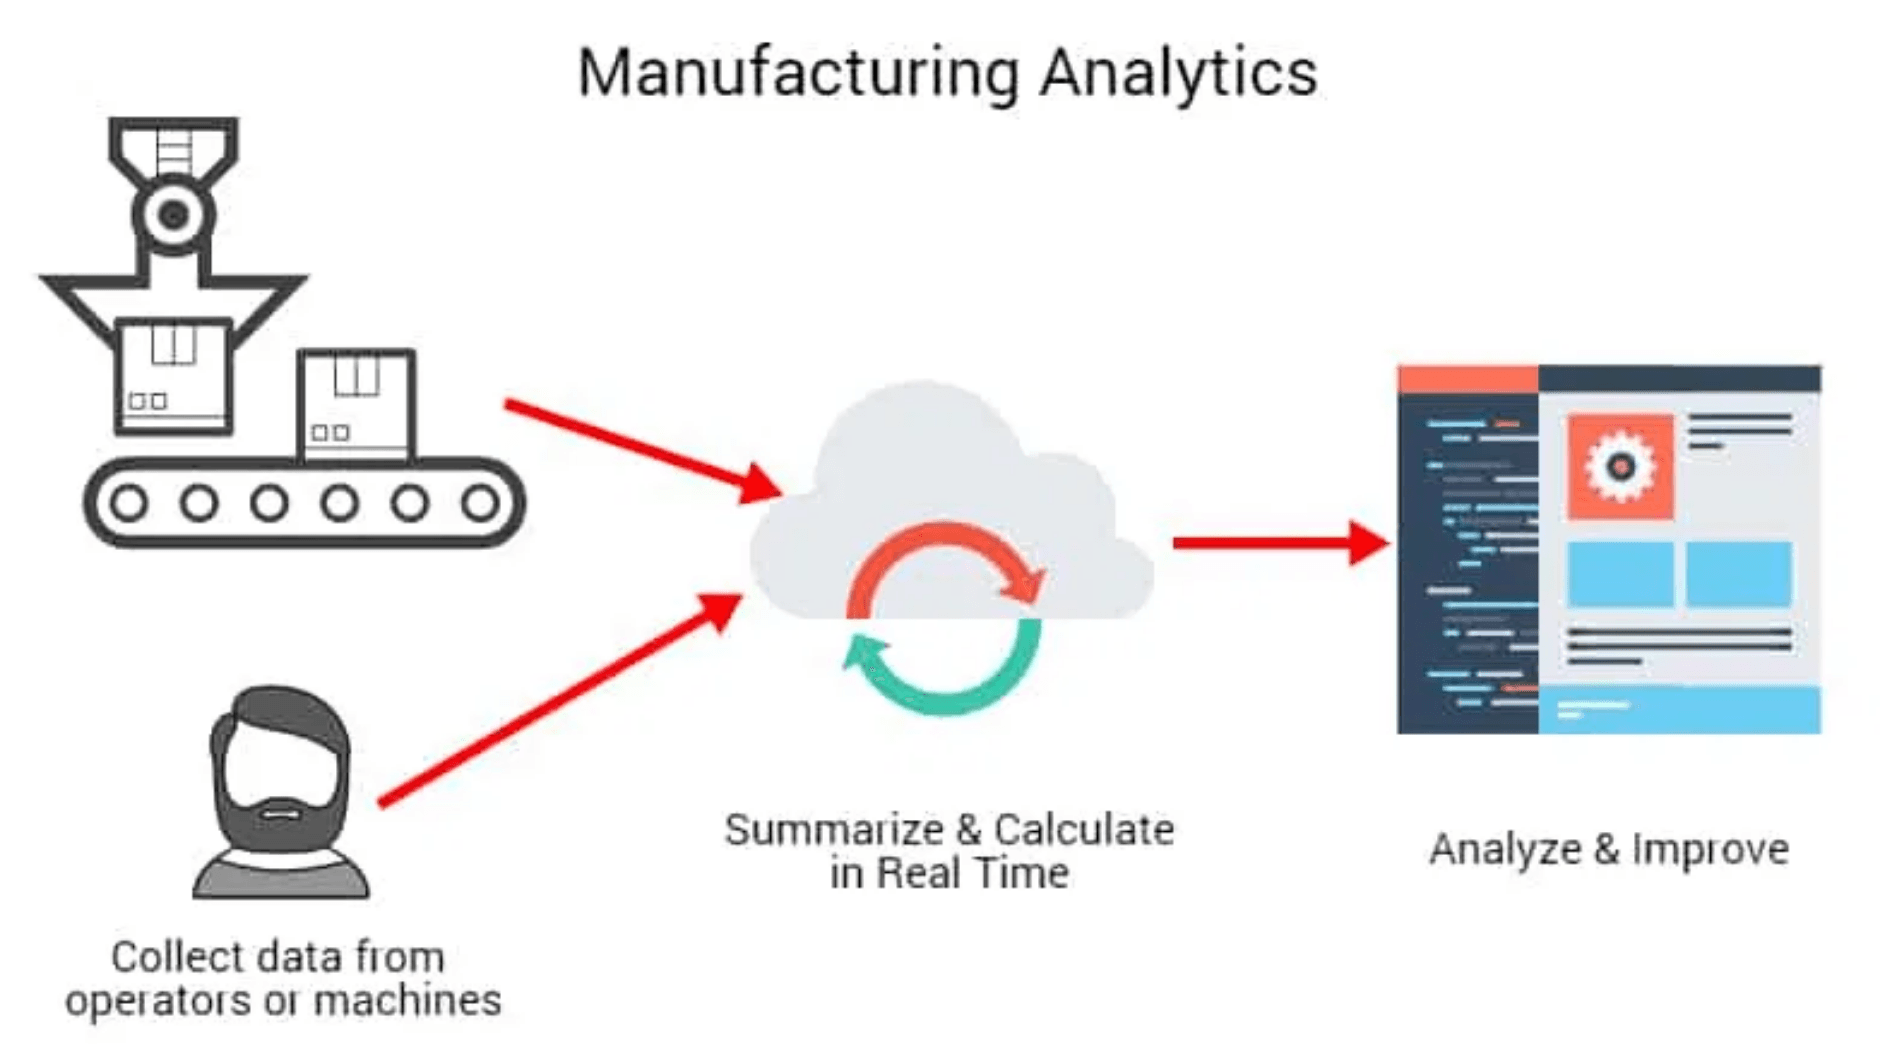 Manufacturing Analytics
Collect data from
operators or machines
Summarize & Calculate
in Real Time
Analyze & Improve